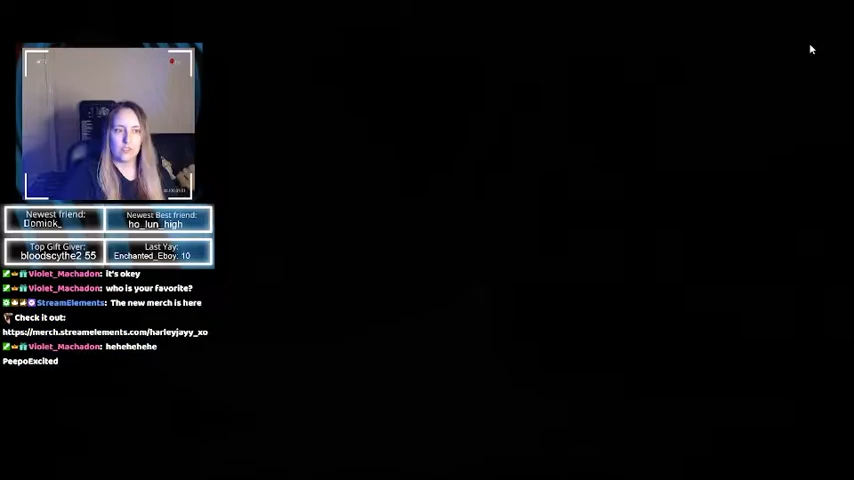 Newest friend:
Domiok_
Newest Best friend:
ho_lun_high
Top Gift Giver:
bloodscythe2 55
Last Yay:
Enchanted_Eboy: 10
Violet_Machadon: it's okey
Violet_Machadon: who is your favorite?
StreamElements: The new merch is here
Check it out:
https://merch.streamelements.com/harleyjayy_xo
Violet_Machadon: hehehehehe
PeepoExcited